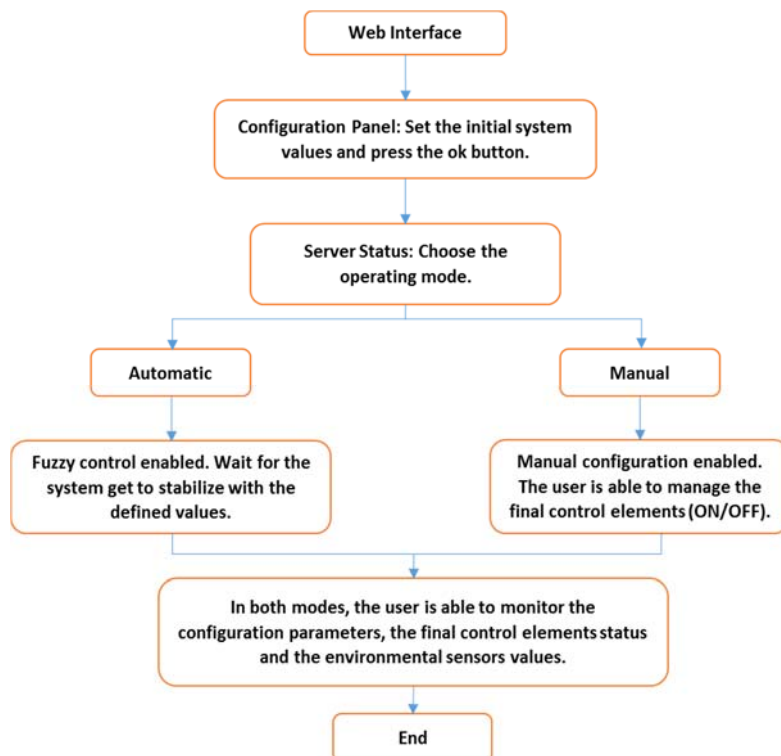 Web Interface
Configuration Panel: Set the initial system
values and press the ok button.
Server Status: Choose the
operating mode.
Automatic
Manual
Fuzzy control enabled. Wait for the
system get to stabilize with the
defined values.
Manual configuration enabled.
The user is able to manage the
final control elements (ON/OFF).
In both modes, the user is able to monitor the
configuration parameters, the final control elements status
and the environmental sensors values.
End